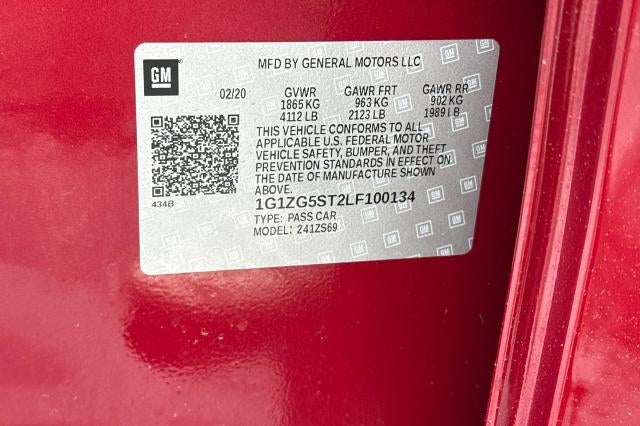 GM
MFD BY GENERAL MOTORS LLC
02/20 GVWR GAWR FRT GAWR RR
1865 KG 963 KG 902 KG
4112 LB 2123 LB 1989 LB
THIS VEHICLE CONFORMS TO ALL
APPLICABLE U.S. FEDERAL MOTOR
VEHICLE SAFETY, BUMPER, AND THEFT
PREVENTION STANDARDS IN EFFECT ON
THE DATE OF MANUFACTURE SHOWN
ABOVE.
434B
1G1ZG5ST2LF100134
TYPE: PASS CAR
MODEL: 241ZS69